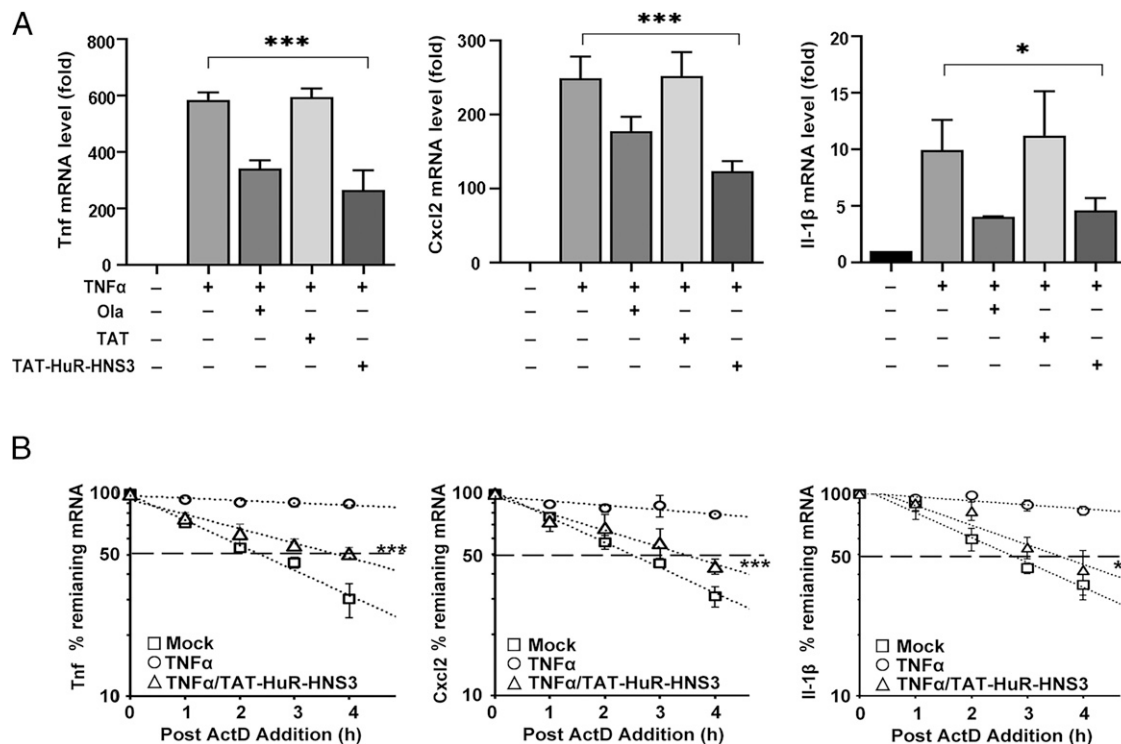 A
Tnf mRNA level (fold)
800
600
400
200
0
***
Cxcl2 mRNA level (fold)
300
200
100
0
***
Il-1β mRNA level (fold)
20
15
10
5
0
*
TNFα – + + + + – + + + + – + + + +
Ola – – + – – – – + – – – – + – –
TAT – – – + – – – – + – – – – + –
TAT-HuR-HNS3 – – – – + – – – – + – – – – +
B
Tnf % remianing mRNA
100
50
10
***
Mock
TNFα
TNFα/TAT-HuR-HNS3
0 1 2 3 4
Post ActD Addition (h)
Cxcl2 % remianing mRNA
100
50
10
***
Mock
TNFα
TNFα/TAT-HuR-HNS3
0 1 2 3 4
Post ActD Addition (h)
Il-1β % remianing mRNA
100
50
10
*
Mock
TNFα
TNFα/TAT-HuR-HNS3
0 1 2 3 4
Post ActD Addition (h)